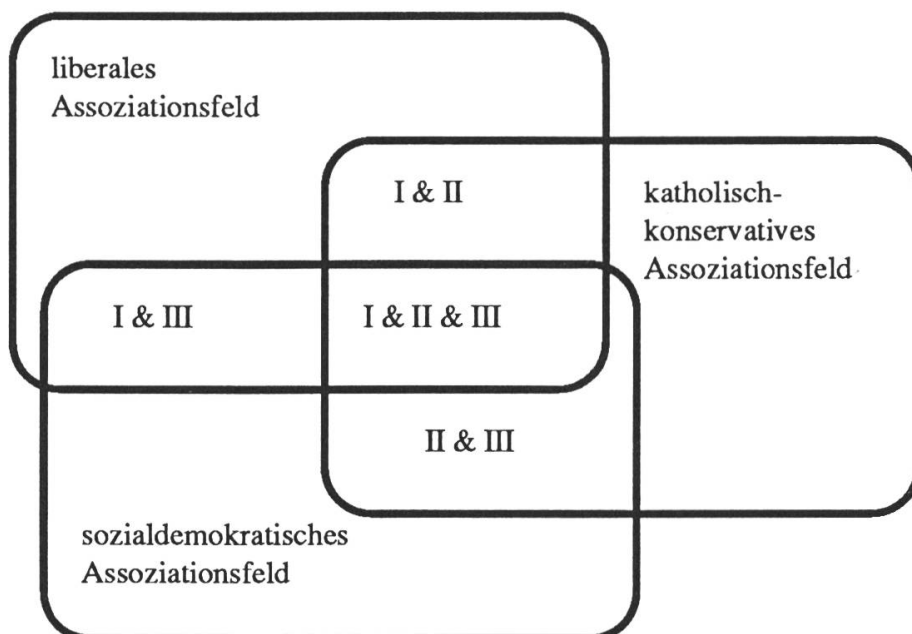 liberales
Assoziationsfeld
I & II
katholisch-
konservatives
Assoziationsfeld
I & III
I & II & III
II & III
sozialdemokratisches
Assoziationsfeld